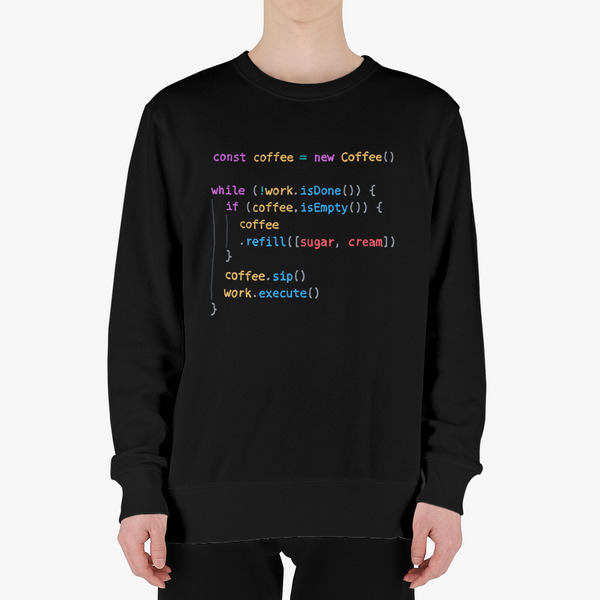 const coffee = new Coffee()
while (!work.isDone()) {
if (coffee.isEmpty()) {
coffee
.refill([sugar, cream])
}
coffee.sip()
work.execute()
}